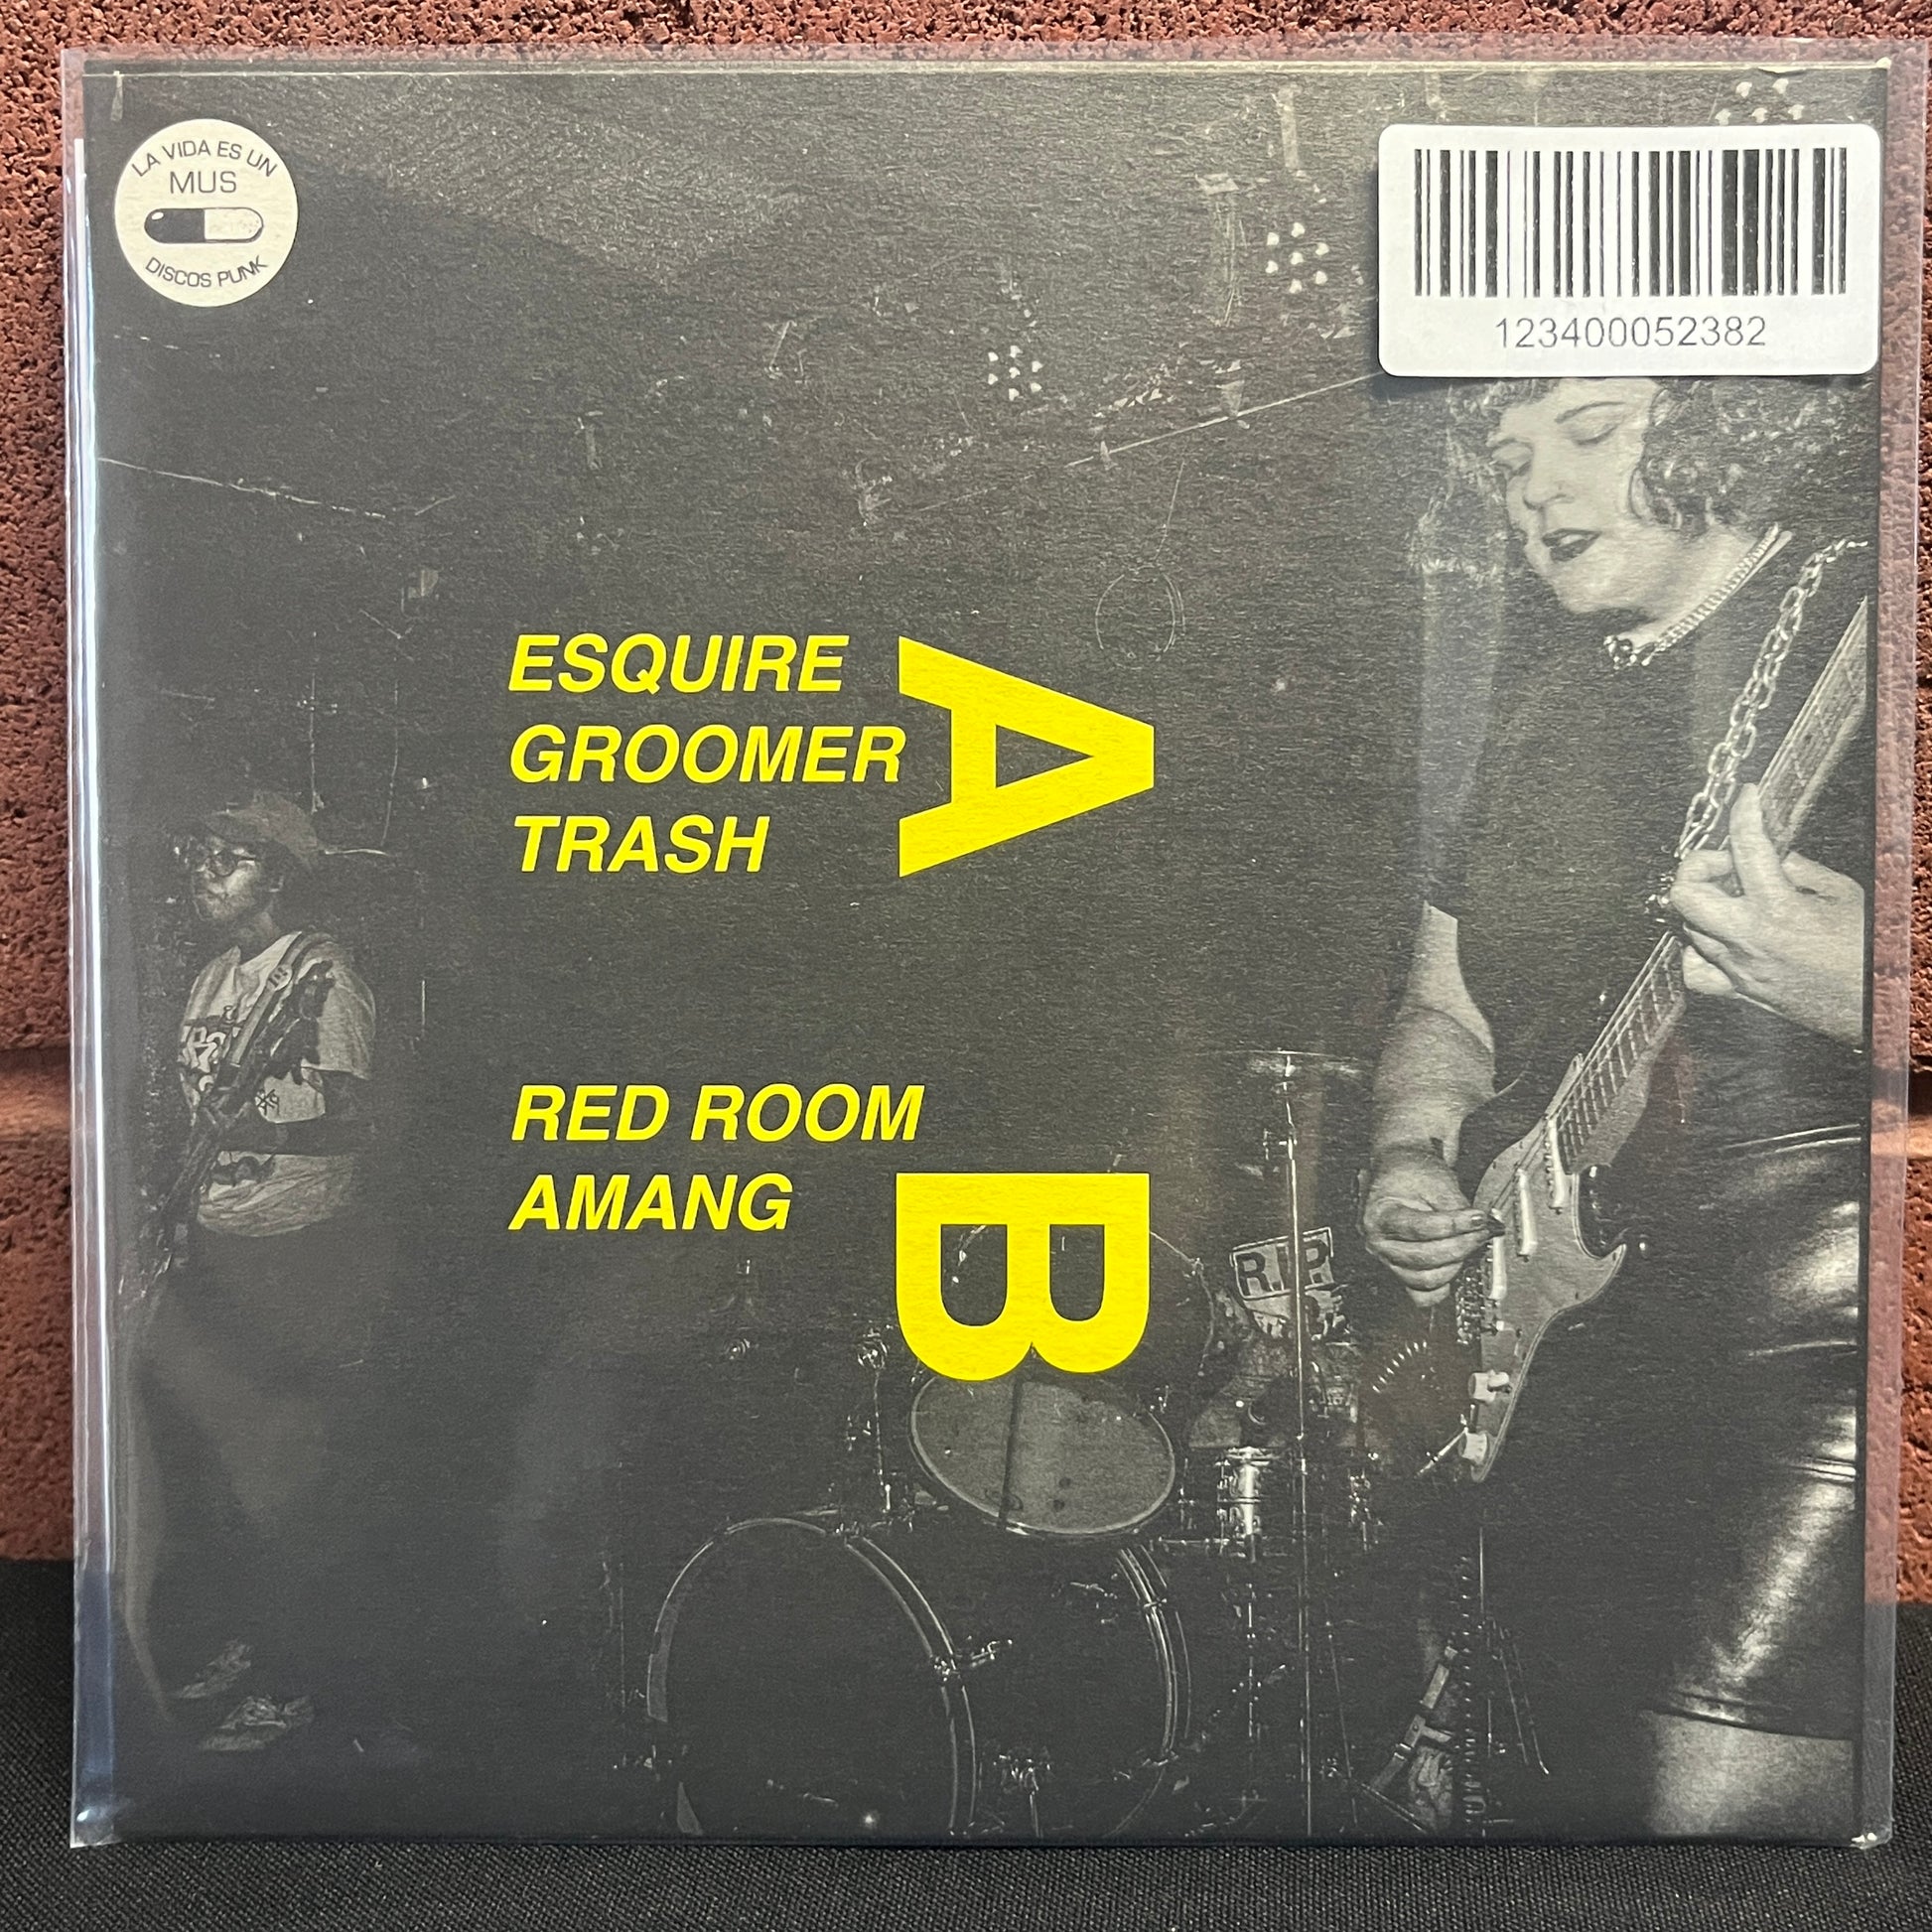 LA VIDA ES UN
MUS
DISCOS PUNK
123400052382
ESQUIRE
GROOMER
TRASH
A
RED ROOM
AMANG
B
R.I.P.